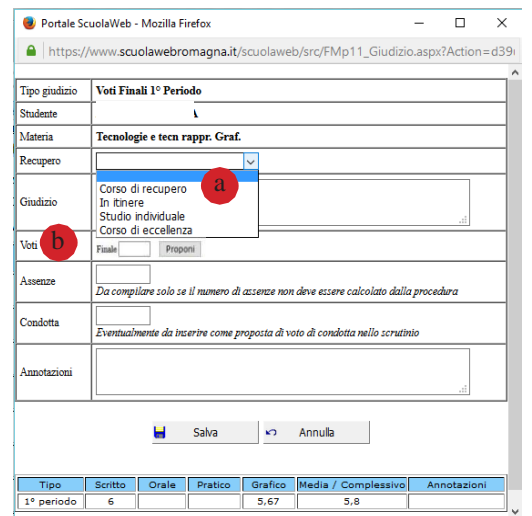 Portale ScuolaWeb - Mozilla Firefox
https://www.scuolawebromagna.it/scuolaweb/src/FMp11_Giudizio.aspx?Action=d39
Tipo giudizio Voti Finali 1° Periodo
Studente
Materia Tecnologie e tecn rappr. Graf.
Recupero
a
Corso di recupero
In itinere
Studio individuale
Corso di eccellenza
Giudizio
Voti b Finale Proponi
Assenze
Da compilare solo se il numero di assenze non deve essere calcolato dalla procedura
Condotta
Eventualmente da inserire come proposta di voto di condotta nello scrutinio
Annotazioni
Salva Annulla
Tipo Scritto Orale Pratico Grafico Media / Complessivo Annotazioni
1° periodo 6 5,67 5,8